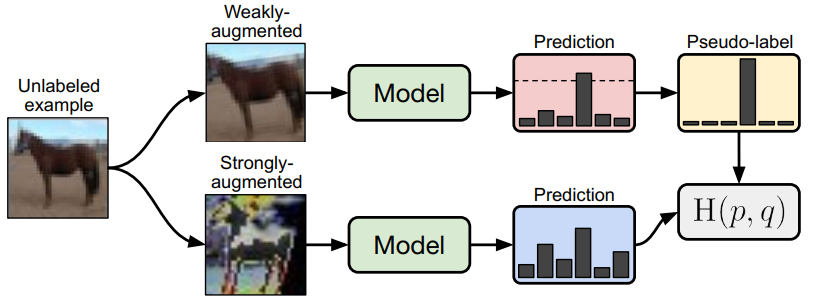 Weakly-
augmented
Unlabeled
example
Model
Prediction
Pseudo-label
Strongly-
augmented
Model
Prediction
H(p, q)